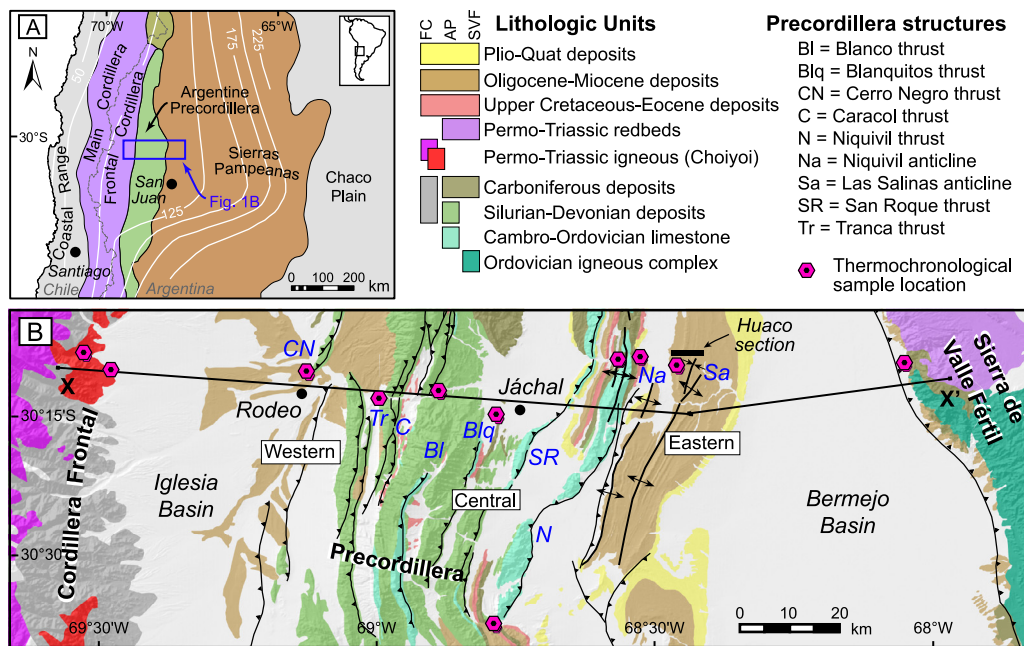 A
70°W
65°W
N
30°S
50
175
225
125
Coastal Range
Main Cordillera
Frontal Cordillera
Argentine
Precordillera
Sierras
Pampeanas
San
Juan
Fig. 1B
Chaco
Plain
Santiago
Chile
Argentina
0 100 200
km
FC
AP
SVF
Lithologic Units
Plio-Quat deposits
Oligocene-Miocene deposits
Upper Cretaceous-Eocene deposits
Permo-Triassic redbeds
Permo-Triassic igneous (Choiyoi)
Carboniferous deposits
Silurian-Devonian deposits
Cambro-Ordovician limestone
Ordovician igneous complex
Precordillera structures
Bl = Blanco thrust
Blq = Blanquitos thrust
CN = Cerro Negro thrust
C = Caracol thrust
N = Niquivil thrust
Na = Niquivil anticline
Sa = Las Salinas anticline
SR = San Roque thrust
Tr = Tranca thrust
Thermochronological
sample location
B
Huaco
section
CN
Na
Sa
Sierra de
Valle Fértil
X
X'
Jáchal
Rodeo
30°15'S
Tr
C
Blq
Bl
SR
Western
Eastern
Cordillera Frontal
Iglesia
Basin
Central
Bermejo
Basin
N
30°30'S
Precordillera
69°30'W
69°W
68°30'W
68°W
0 10 20
km